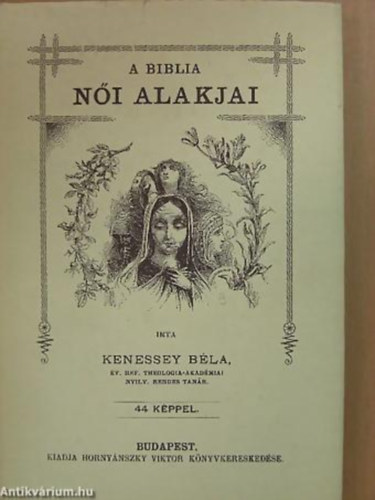 A BIBLIA
NŐI ALAKJAI
IRTA
KENESSEY BÉLA,
EV. REF. THEOLOGIA-AKADÉMIAI
NYILV. RENDES TANÁR.
44 KÉPPEL.
BUDAPEST,
KIADJA HORNYÁNSZKY VIKTOR KÖNYVKERESKEDÉSE.
Antikvárium.hu